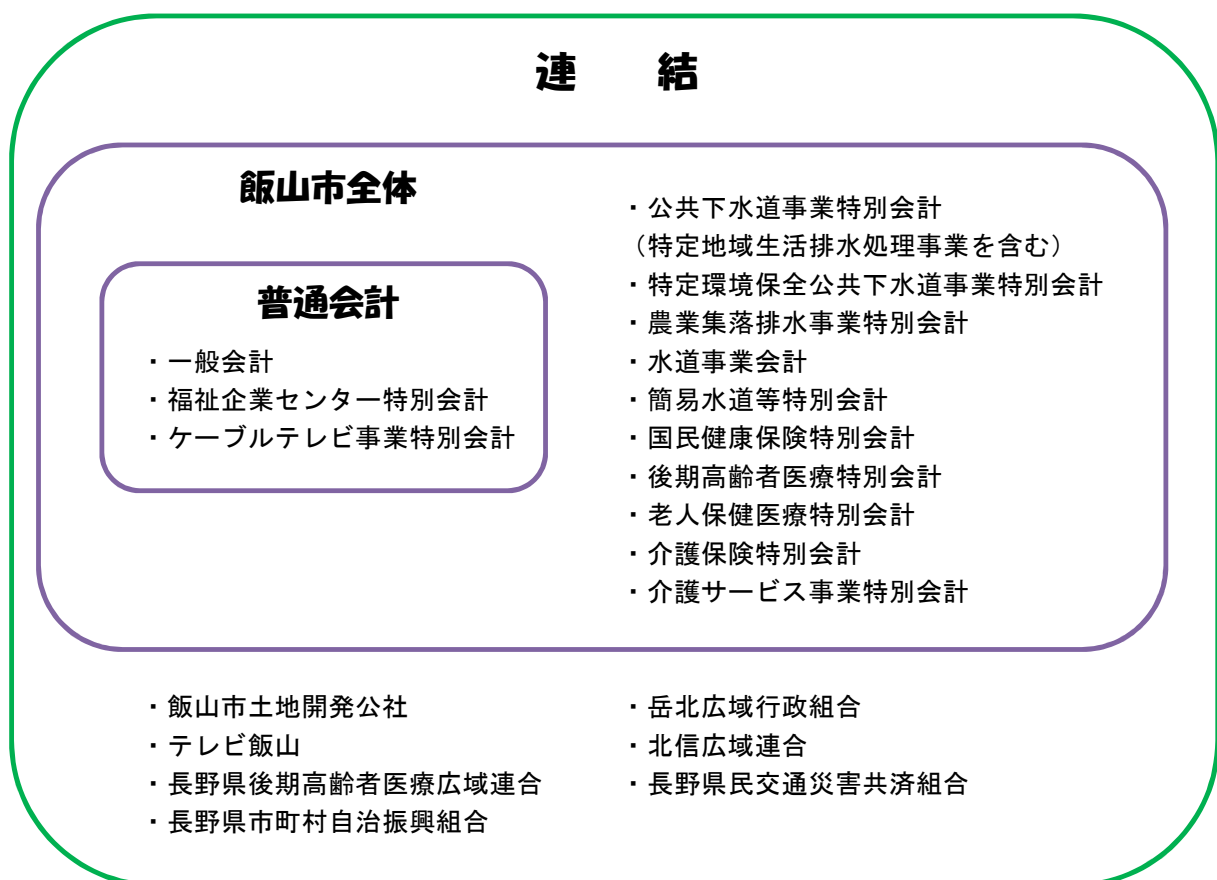 連　結
飯山市全体
普通会計
・一般会計
・福祉企業センター特別会計
・ケーブルテレビ事業特別会計
・公共下水道事業特別会計
（特定地域生活排水処理事業を含む）
・特定環境保全公共下水道事業特別会計
・農業集落排水事業特別会計
・水道事業会計
・簡易水道等特別会計
・国民健康保険特別会計
・後期高齢者医療特別会計
・老人保健医療特別会計
・介護保険特別会計
・介護サービス事業特別会計
・飯山市土地開発公社
・テレビ飯山
・長野県後期高齢者医療広域連合
・長野県市町村自治振興組合
・岳北広域行政組合
・北信広域連合
・長野県民交通災害共済組合